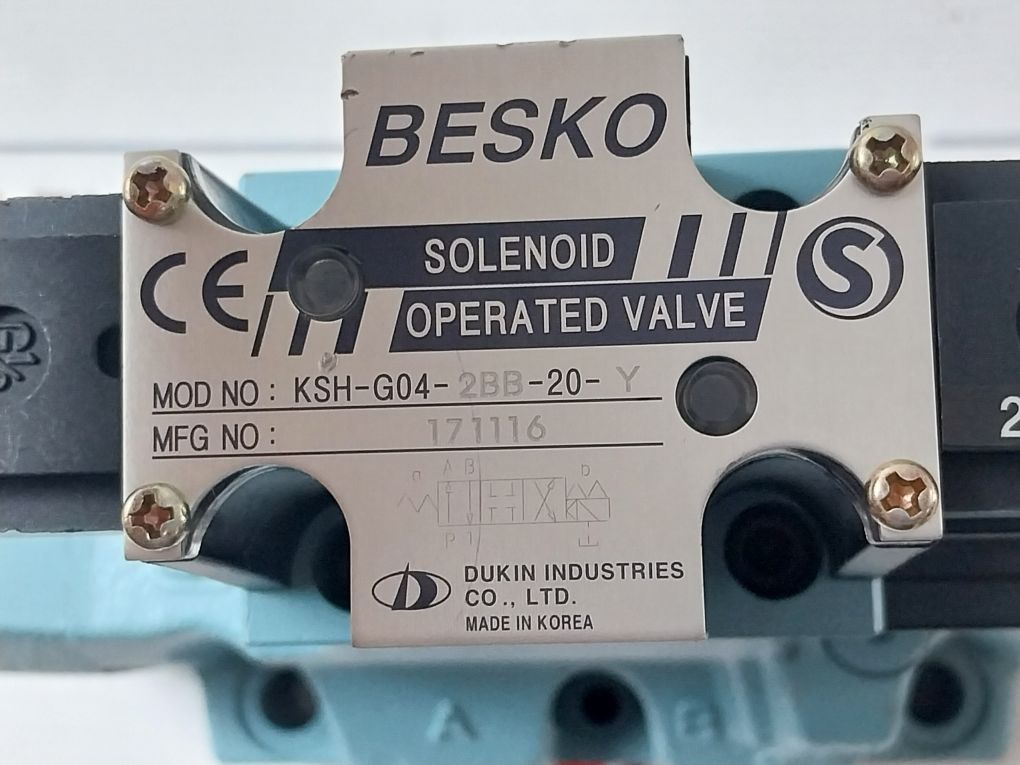 BESKO
CE
SOLENOID
OPERATED VALVE
S
MOD NO : KSH-G04-2BB-20-Y
MFG NO : 171116
A B
a b
P T
D
DUKIN INDUSTRIES
CO., LTD.
MADE IN KOREA
2
A B